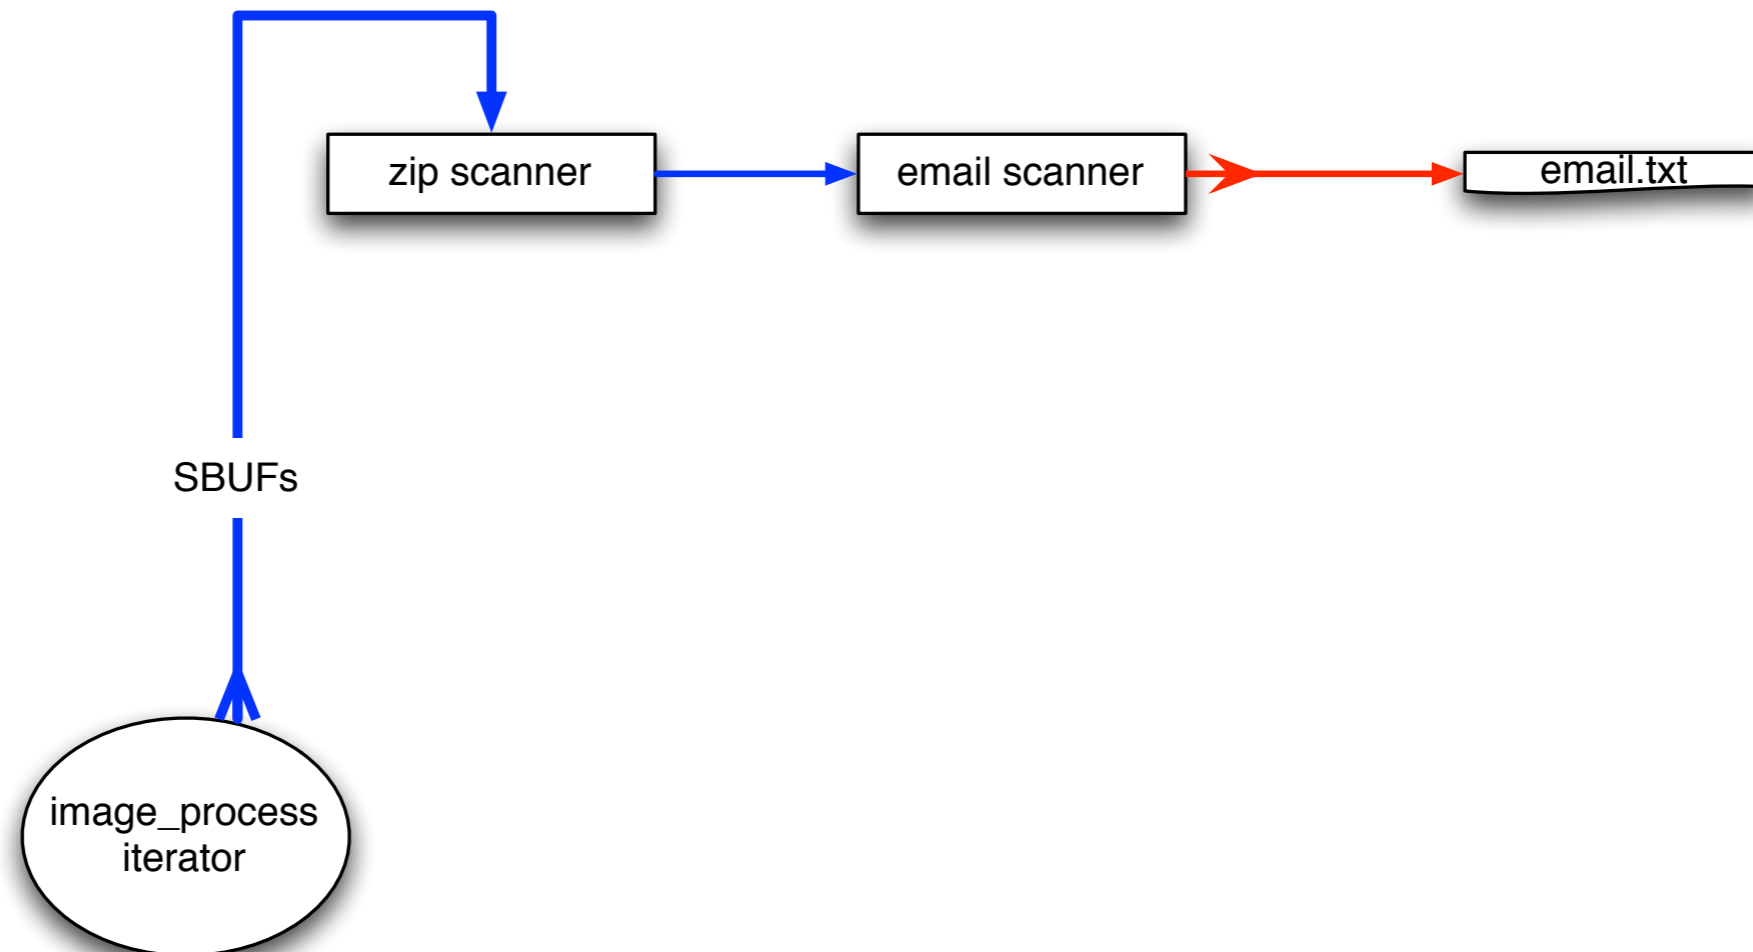 zip scanner
email scanner
email.txt
SBUFs
image_process
iterator